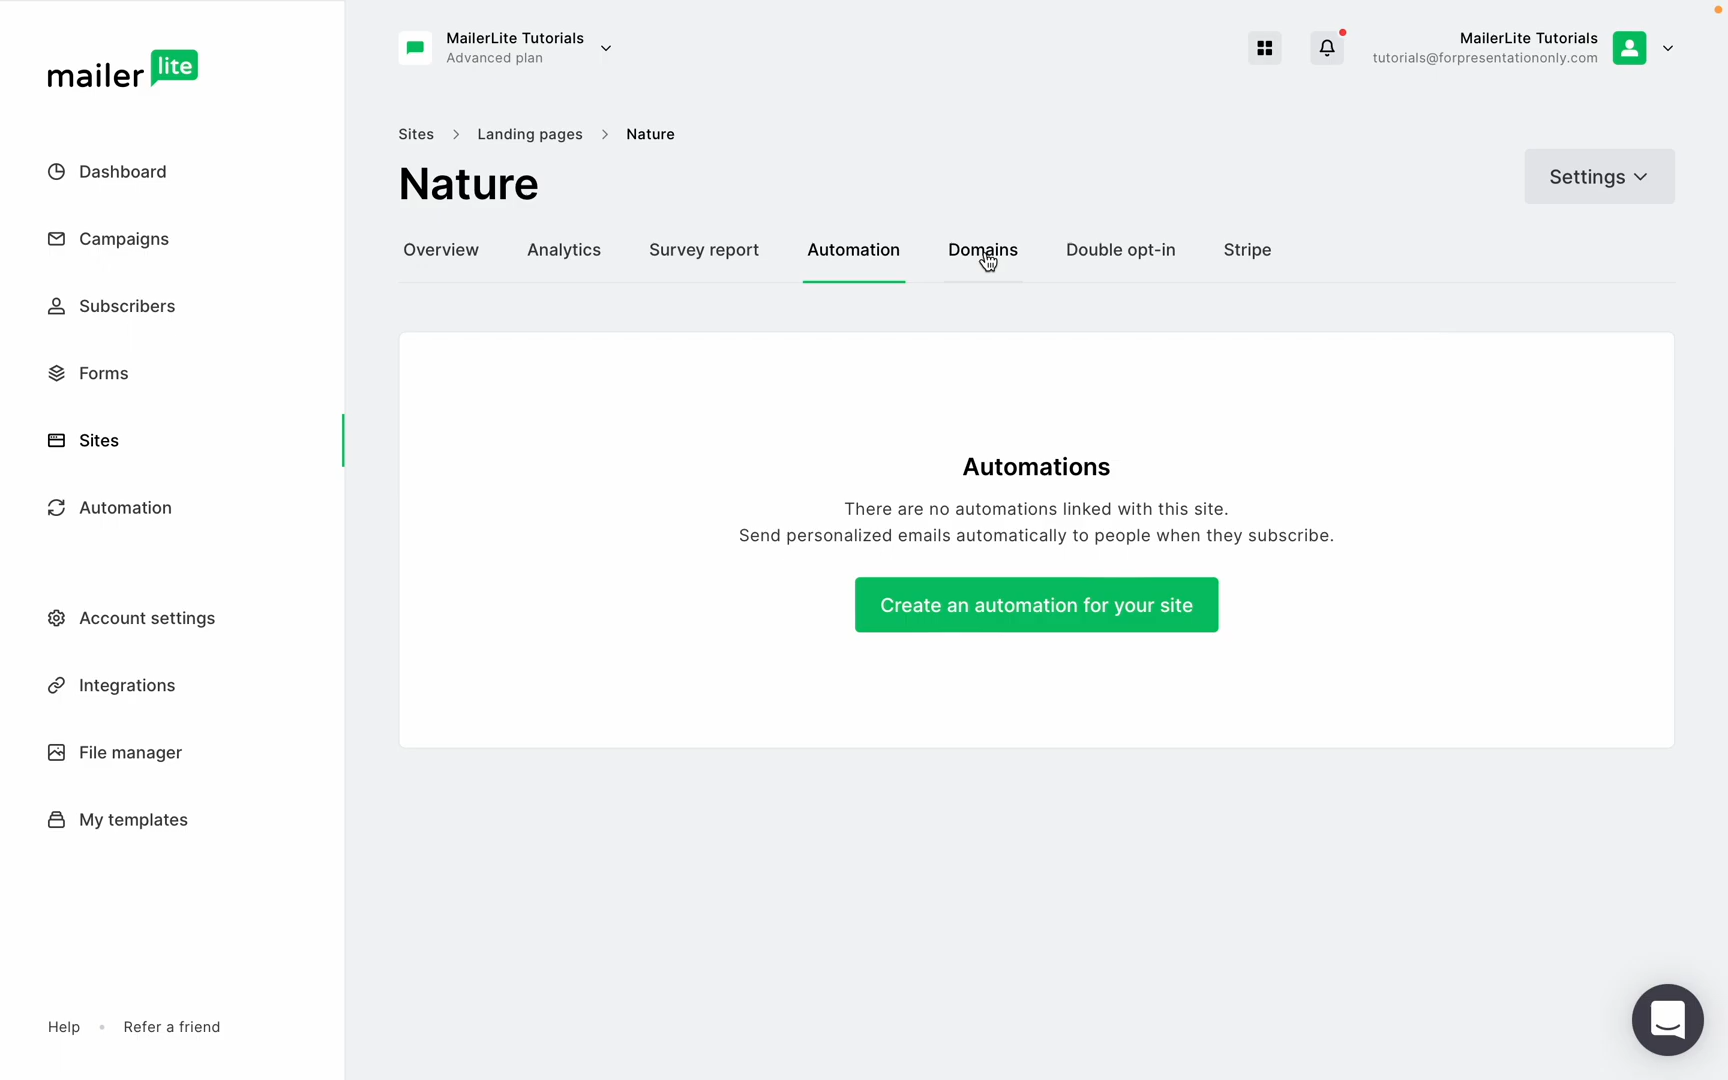 mailer lite
Dashboard
Campaigns
Subscribers
Forms
Sites
Automation
Account settings
Integrations
File manager
My templates
Help • Refer a friend
MailerLite Tutorials
Advanced plan
MailerLite Tutorials
tutorials@forpresentationonly.com
Sites > Landing pages > Nature
Nature
Settings
Overview Analytics Survey report Automation Domains Double opt-in Stripe
Automations
There are no automations linked with this site.
Send personalized emails automatically to people when they subscribe.
Create an automation for your site